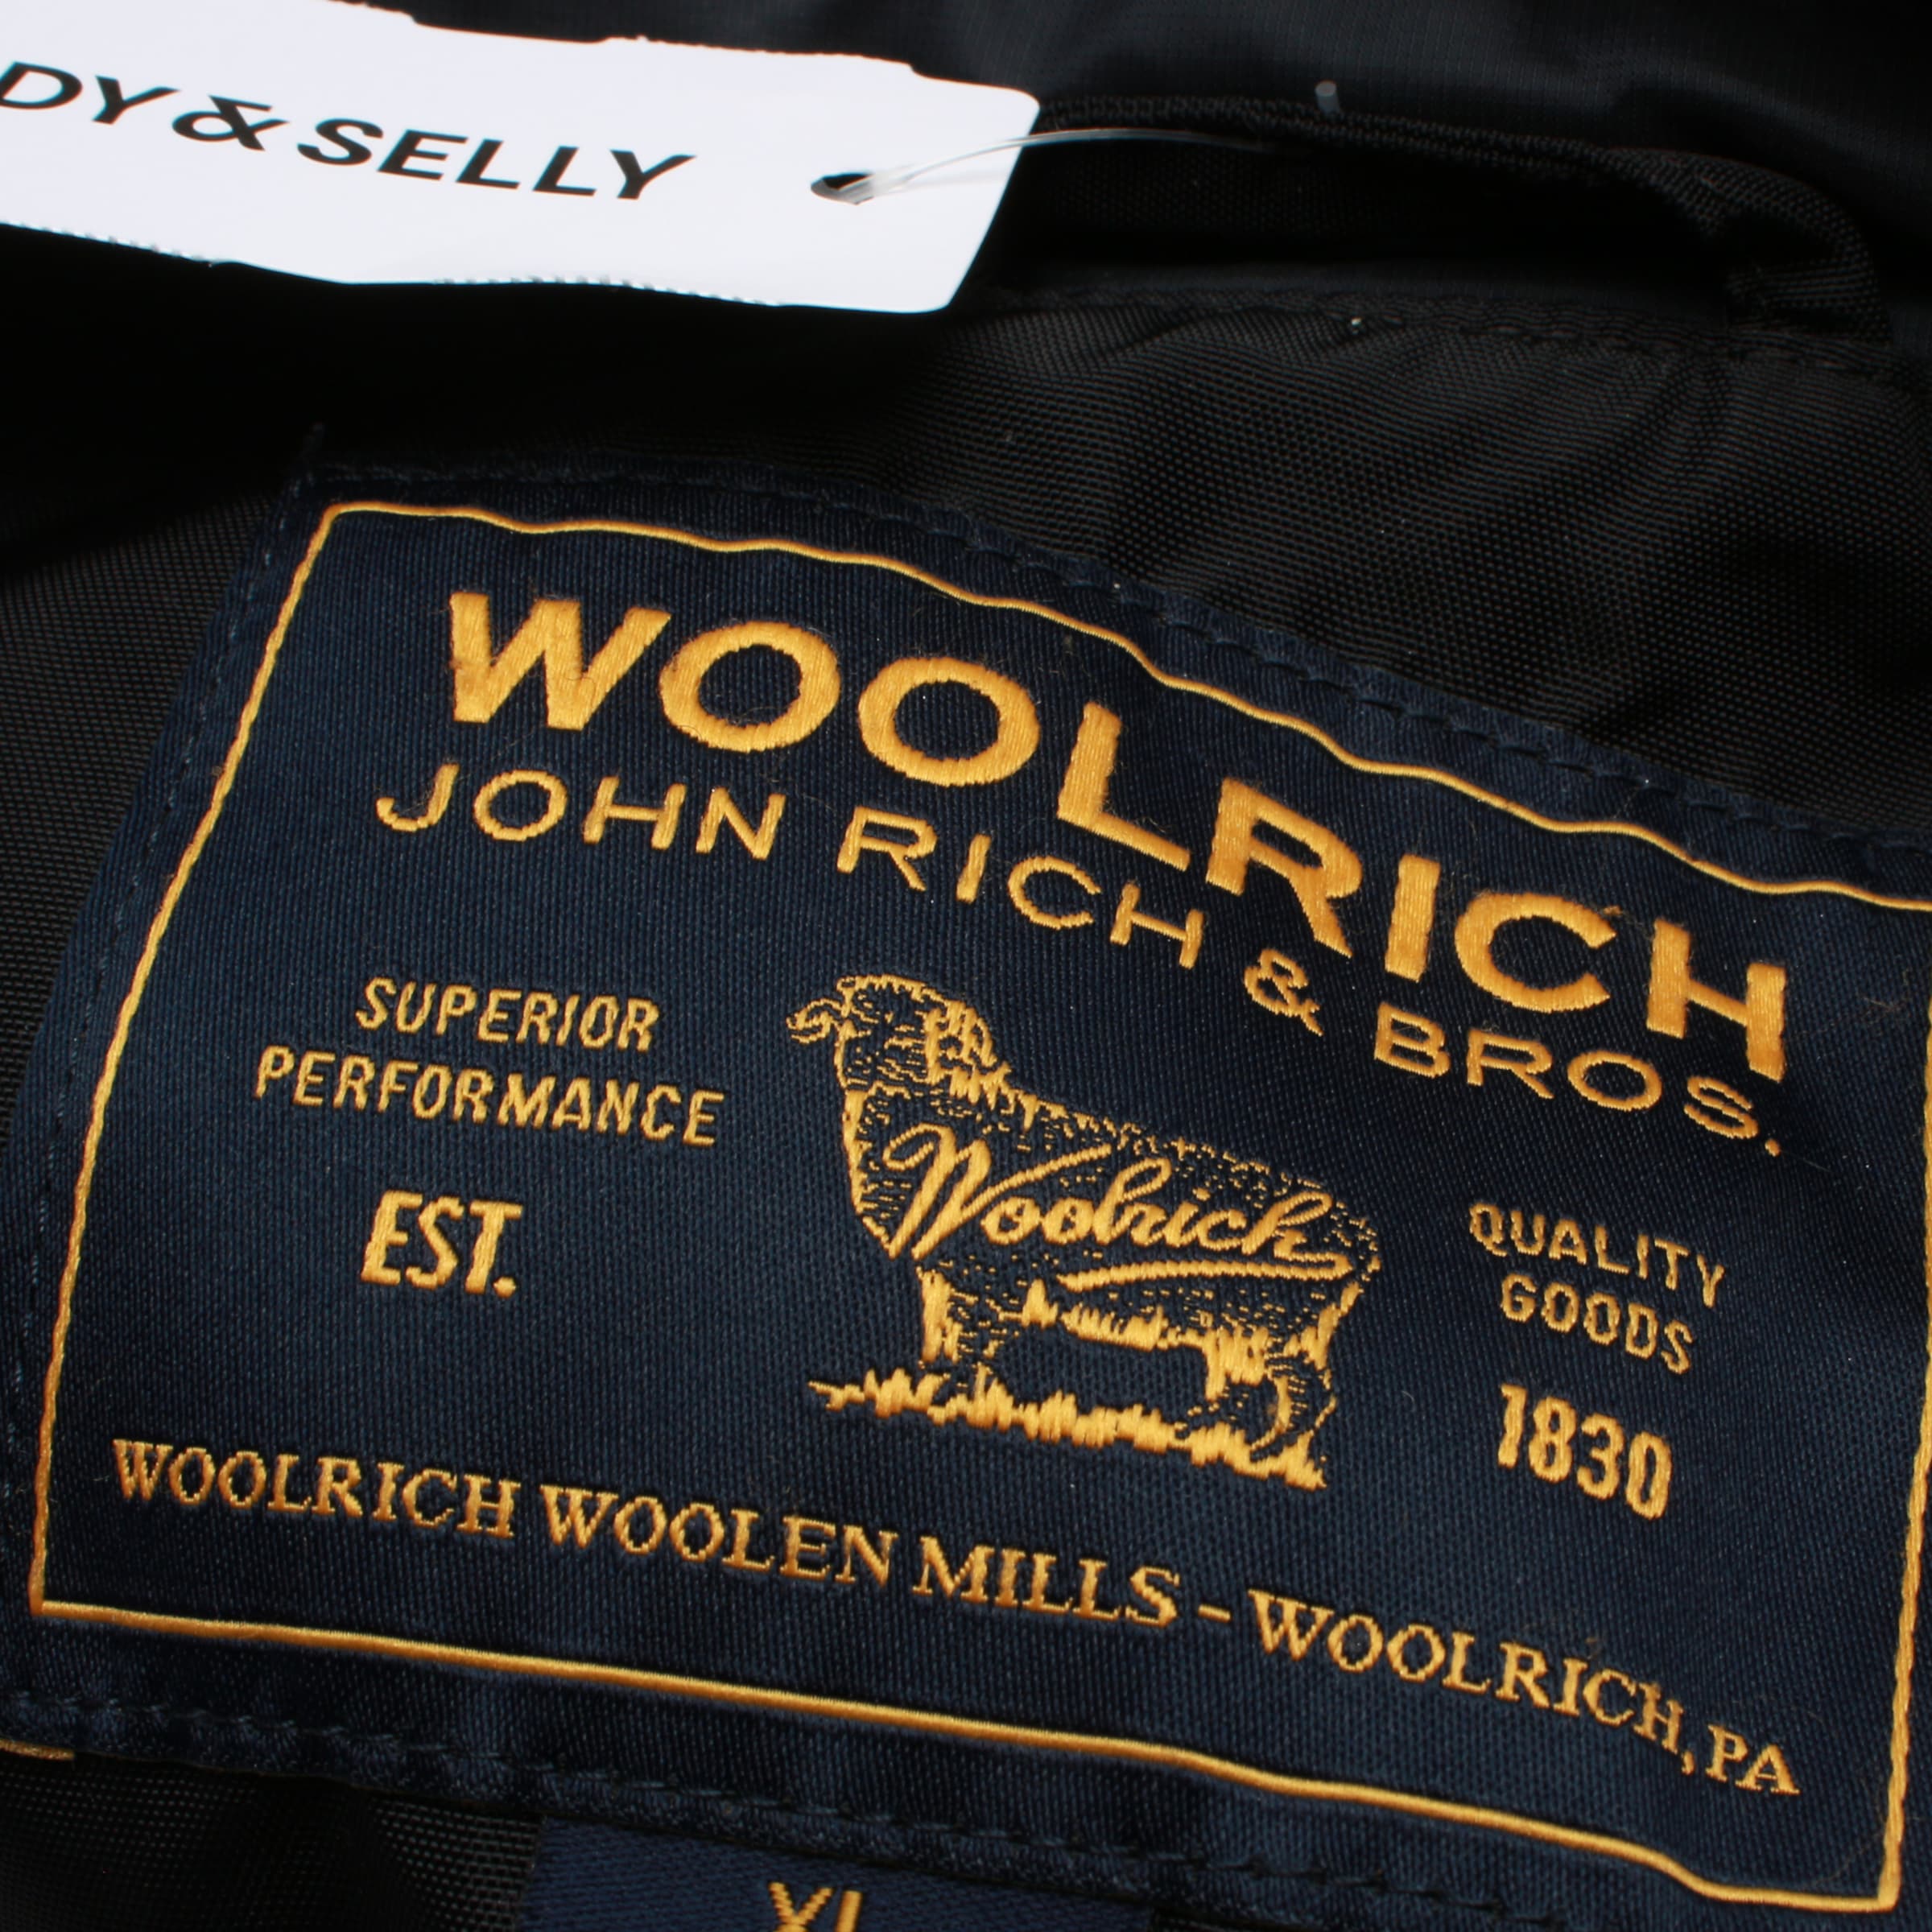 DY & SELLY
WOOLRICH
JOHN RICH & BROS.
SUPERIOR
PERFORMANCE
EST.
Woolrich
QUALITY
GOODS
1830
WOOLRICH WOOLEN MILLS - WOOLRICH, PA
XL